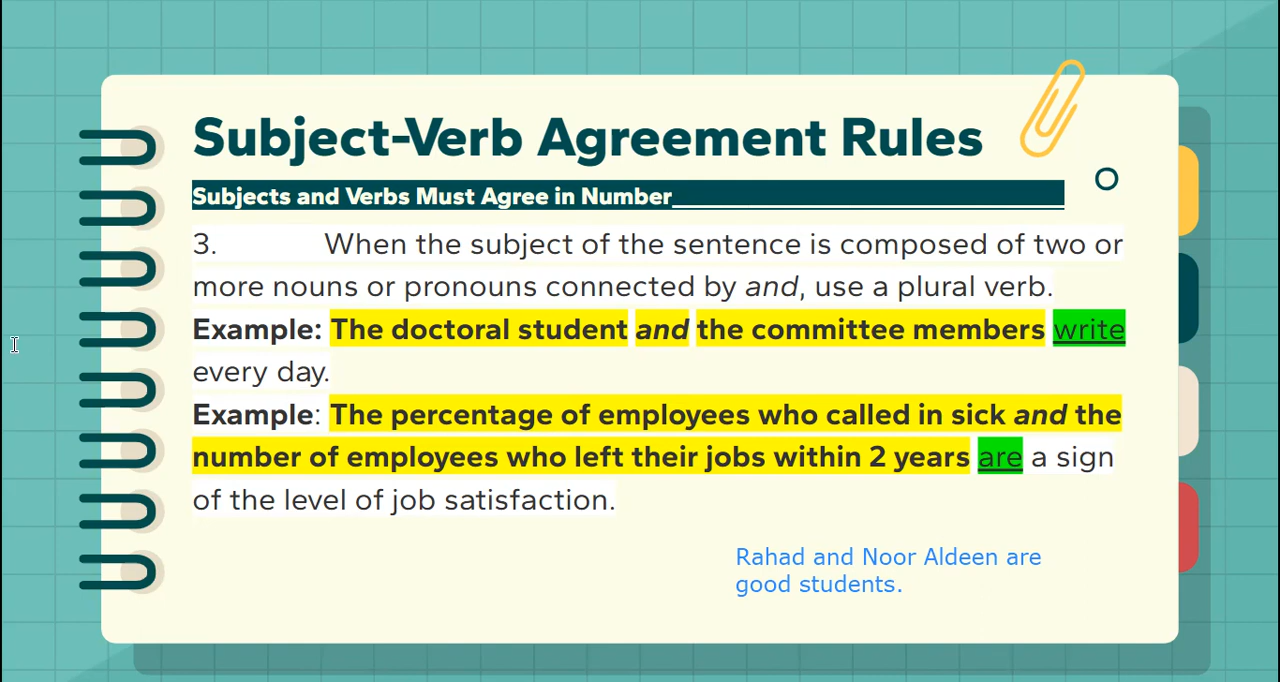 Subject-Verb Agreement Rules
Subjects and Verbs Must Agree in Number
3. When the subject of the sentence is composed of two or
more nouns or pronouns connected by and, use a plural verb.
Example: The doctoral student and the committee members write
every day.
Example: The percentage of employees who called in sick and the
number of employees who left their jobs within 2 years are a sign
of the level of job satisfaction.
Rahad and Noor Aldeen are
good students.